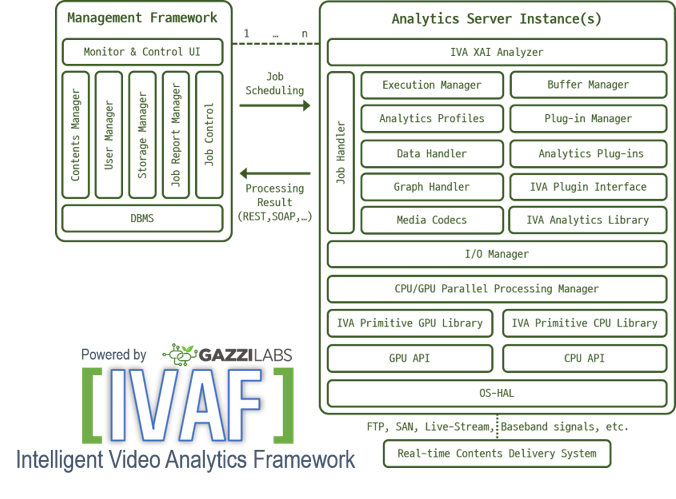 Management Framework
Monitor & Control UI
Contents Manager
User Manager
Storage Manager
Job Report Manager
Job Control
DBMS
1 … n
Job
Scheduling
Processing
Result
(REST,SOAP,…)
Analytics Server Instance(s)
IVA XAI Analyzer
Job Handler
Execution Manager
Buffer Manager
Analytics Profiles
Plug-in Manager
Data Handler
Analytics Plug-ins
Graph Handler
IVA Plugin Interface
Media Codecs
IVA Analytics Library
I/O Manager
CPU/GPU Parallel Processing Manager
IVA Primitive GPU Library
IVA Primitive CPU Library
GPU API
CPU API
OS-HAL
FTP, SAN, Live-Stream, Baseband signals, etc.
Real-time Contents Delivery System
Powered by GAZZILABS
[IVAF]
Intelligent Video Analytics Framework